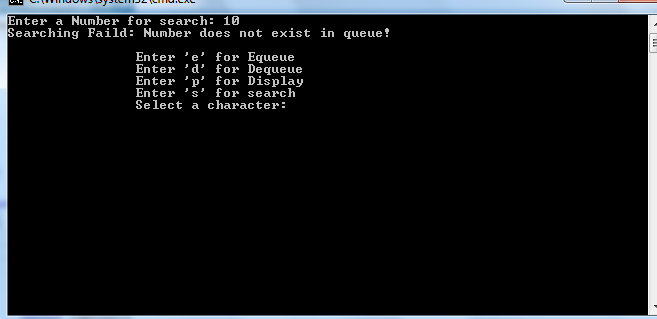 C:\Windows\system32\cmd.exe
Enter a Number for search: 10
Searching Faild: Number does not exist in queue!
Enter 'e' for Equeue
Enter 'd' for Dequeue
Enter 'p' for Display
Enter 's' for search
Select a character: